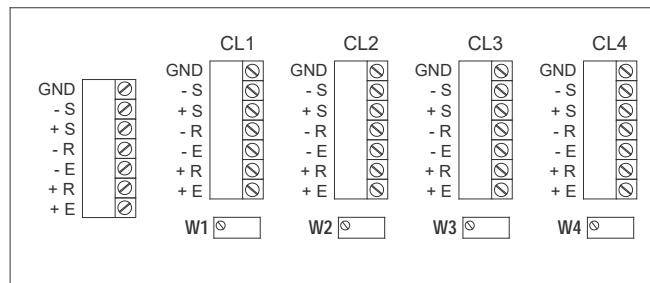 CL1 CL2 CL3 CL4
GND GND GND GND GND
- S - S - S - S - S
+ S + S + S + S + S
- R - R - R - R - R
- E - E - E - E - E
+ R + R + R + R + R
+ E + E + E + E + E
W1 W2 W3 W4